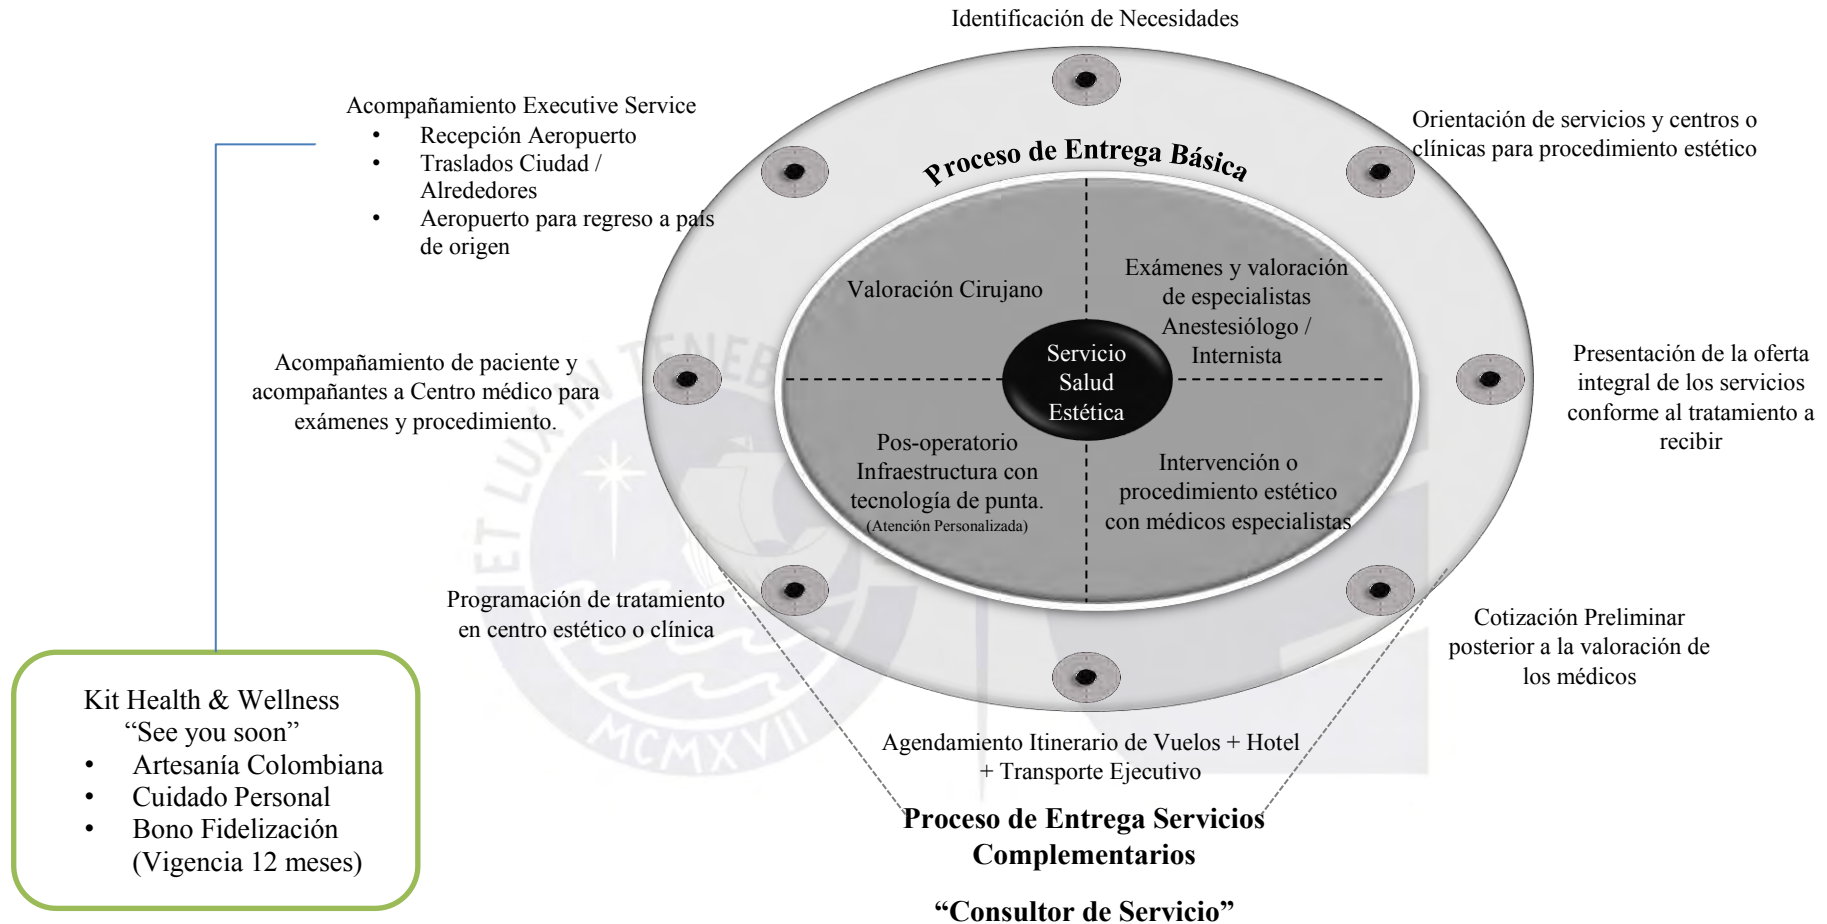 Identificación de Necesidades
Acompañamiento Executive Service
• Recepción Aeropuerto
• Traslados Ciudad /
Alrededores
• Aeropuerto para regreso a país
de origen
Orientación de servicios y centros o
clínicas para procedimiento estético
Proceso de Entrega Básica
Valoración Cirujano
Exámenes y valoración
de especialistas
Anestesiólogo /
Internista
Servicio
Salud
Estética
Acompañamiento de paciente y
acompañantes a Centro médico para
exámenes y procedimiento.
Presentación de la oferta
integral de los servicios
conforme al tratamiento a
recibir
Pos-operatorio
Infraestructura con
tecnología de punta.
(Atención Personalizada)
Intervención o
procedimiento estético
con médicos especialistas
Programación de tratamiento
en centro estético o clínica
Cotización Preliminar
posterior a la valoración de
los médicos
Kit Health & Wellness
“See you soon”
• Artesanía Colombiana
• Cuidado Personal
• Bono Fidelización
(Vigencia 12 meses)
Agendamiento Itinerario de Vuelos + Hotel
+ Transporte Ejecutivo
Proceso de Entrega Servicios
Complementarios
“Consultor de Servicio”
ET LUX IN TENEB
MCMXVII